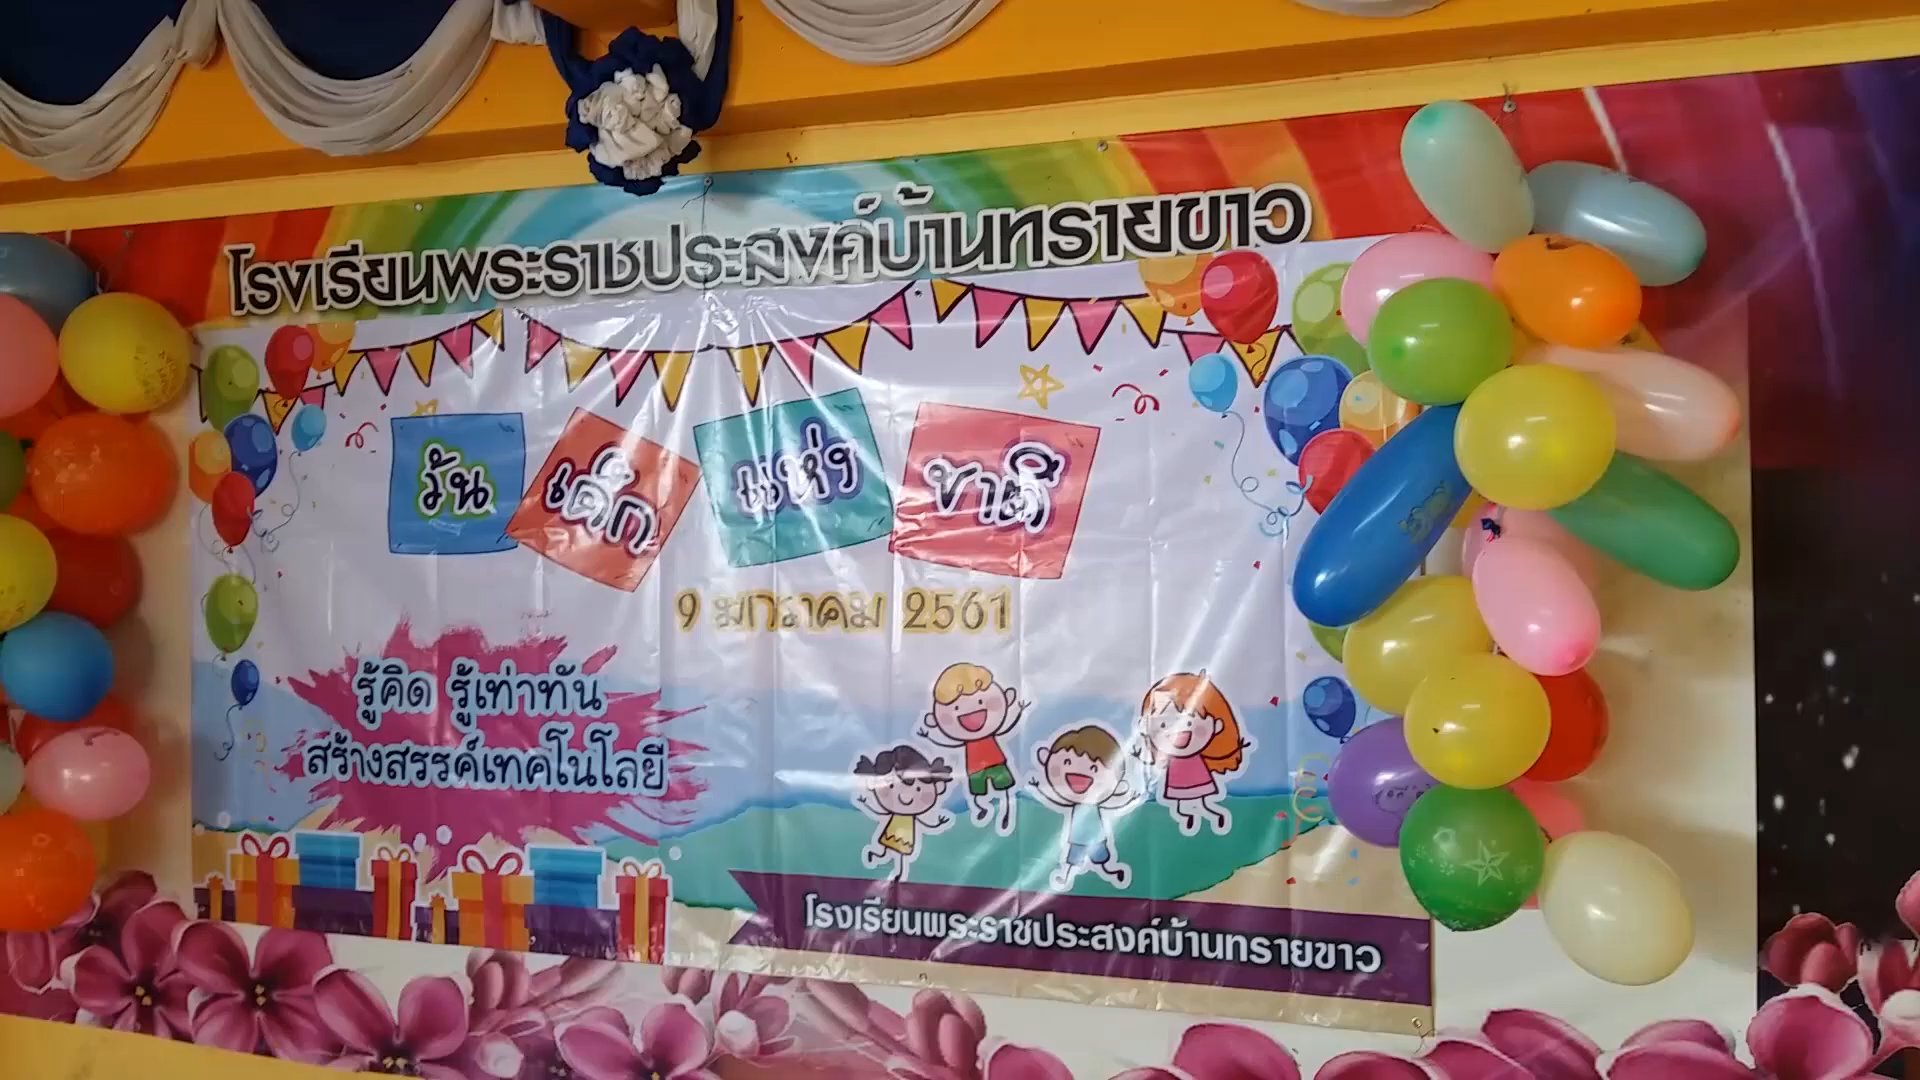 โรงเรียนพระราชประสงค์บ้านทรายขาว
วันเด็กแห่งชาติ
9 มกราคม 2561
รู้คิด รู้เท่าทัน
สร้างสรรค์เทคโนโลยี
โรงเรียนพระราชประสงค์บ้านทรายขาว